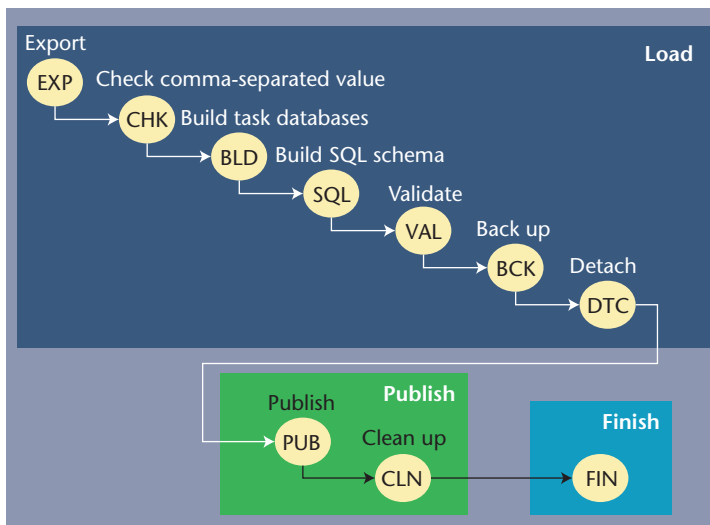 Export
Load
EXP
Check comma-separated value
CHK
Build task databases
BLD
Build SQL schema
SQL
Validate
VAL
Back up
BCK
Detach
DTC
Publish
Publish
PUB
Clean up
CLN
Finish
FIN